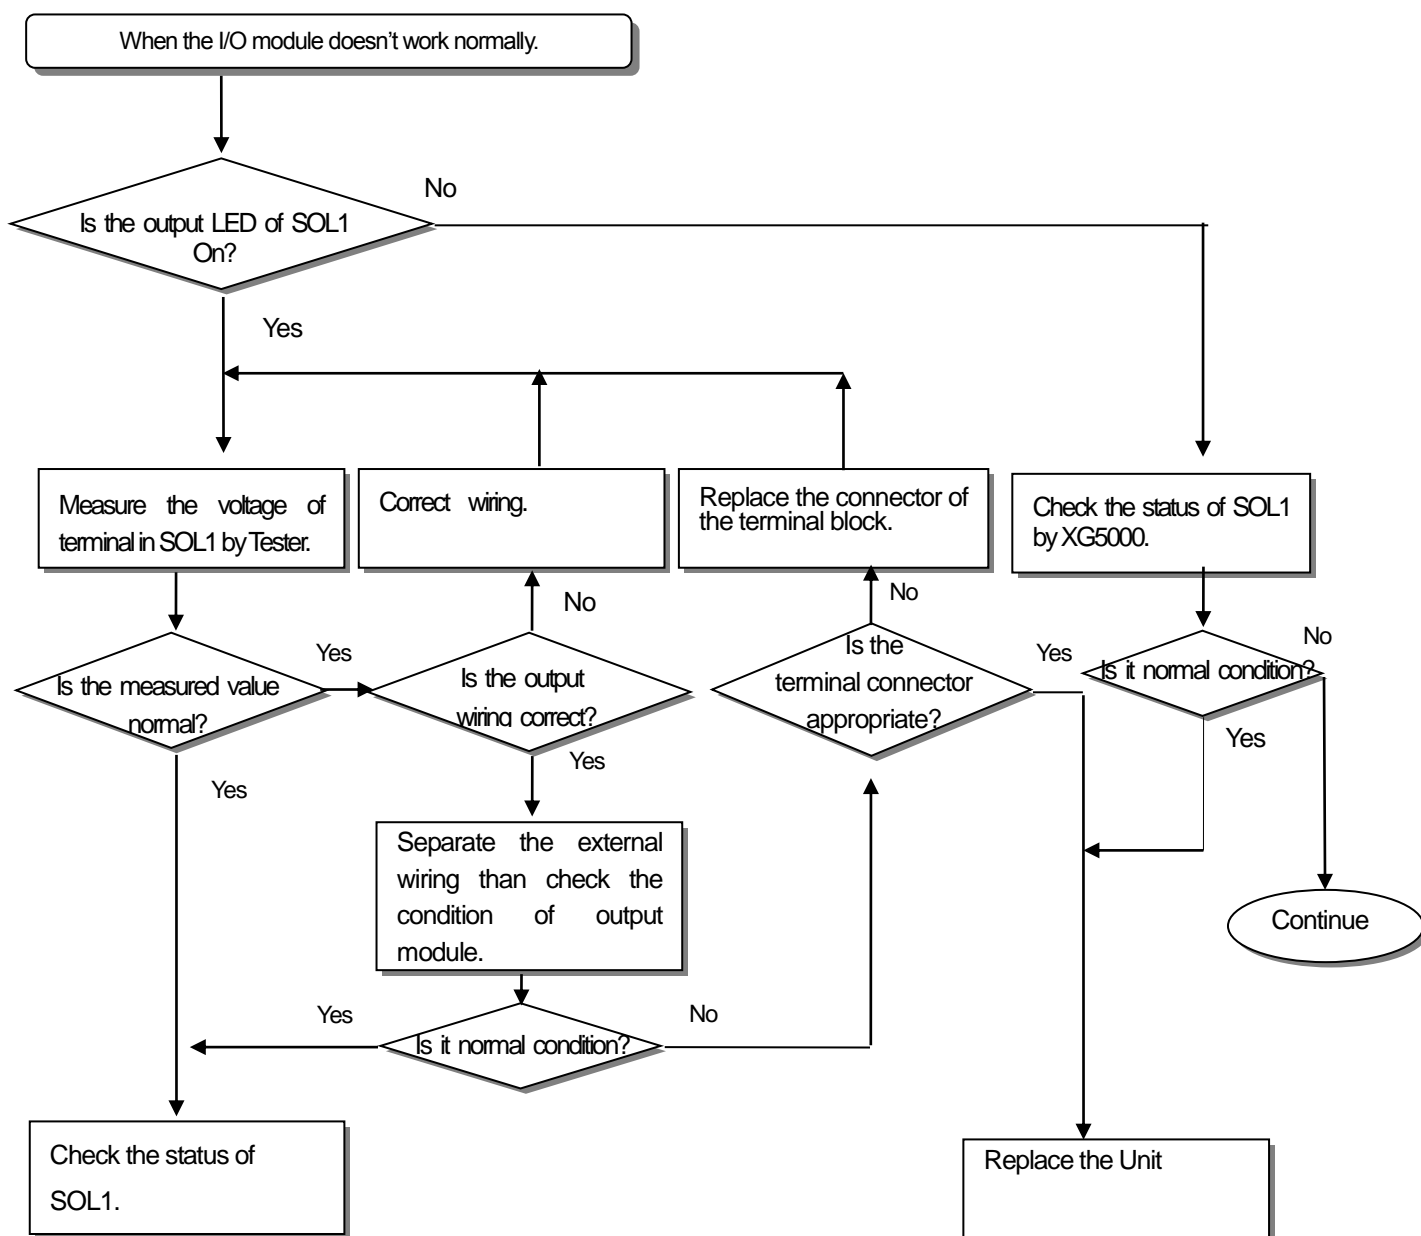 When the I/O module doesn't work normally.
No
Is the output LED of SOL1
On?
Yes
Measure the voltage of
terminal in SOL1 by Tester.
Correct wiring.
Replace the connector of
the terminal block.
Check the status of SOL1
by XG5000.
No
No
Is the measured value
normal?
Yes
Is the output
wiring correct?
Is the
terminal connector
appropriate?
Yes
Is it normal condition?
No
Yes
Yes
Yes
Separate the external
wiring than check the
condition of output
module.
Continue
Yes
Is it normal condition?
No
Check the status of
SOL1.
Replace the Unit